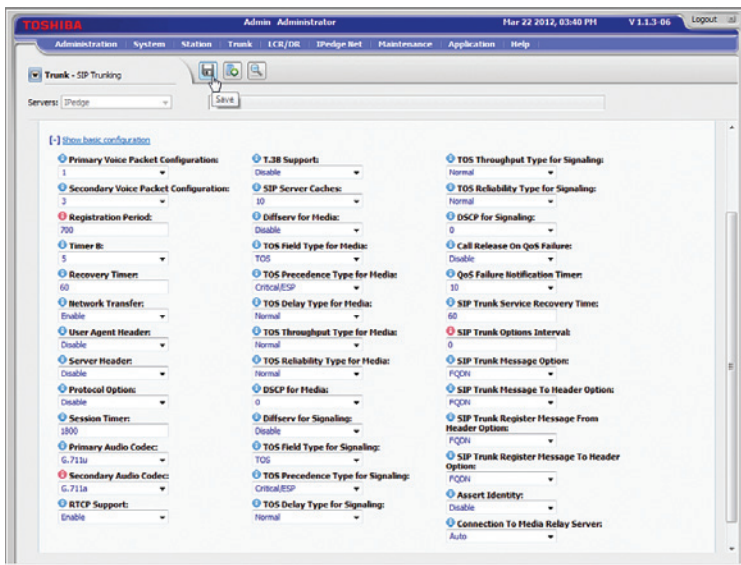 TOSHIBA
Admin Administrator
Mar 22 2012, 03:40 PM
V 1.1.3-06
Logout
Administration System Station Trunk LCR/DR IPedge Net Maintenance Application Help
Trunk - SIP Trunking
Save
Servers: IPedge
[-] Show basic configuration
Primary Voice Packet Configuration:
1
Secondary Voice Packet Configuration:
3
Registration Period:
700
Timer B:
5
Recovery Timer:
60
Network Transfer:
Enable
User Agent Header:
Disable
Server Header:
Disable
Protocol Option:
Disable
Session Timer:
1800
Primary Audio Codec:
G.711u
Secondary Audio Codec:
G.711a
RTCP Support:
Enable
T.38 Support:
Disable
SIP Server Caches:
10
Diffserv for Media:
Disable
TOS Field Type for Media:
TOS
TOS Precedence Type for Media:
Critical/ESP
TOS Delay Type for Media:
Normal
TOS Throughput Type for Media:
Normal
TOS Reliability Type for Media:
Normal
DSCP for Media:
0
Diffserv for Signaling:
Disable
TOS Field Type for Signaling:
TOS
TOS Precedence Type for Signaling:
Critical/ESP
TOS Delay Type for Signaling:
Normal
TOS Throughput Type for Signaling:
Normal
TOS Reliability Type for Signaling:
Normal
DSCP for Signaling:
0
Call Release On QoS Failure:
Disable
QoS Failure Notification Timer:
10
SIP Trunk Service Recovery Time:
60
SIP Trunk Options Interval:
0
SIP Trunk Message Option:
FQDN
SIP Trunk Message To Header Option:
FQDN
SIP Trunk Register Message From
Header Option:
FQDN
SIP Trunk Register Message To Header
Option:
FQDN
Assert Identity:
Disable
Connection To Media Relay Server:
Auto